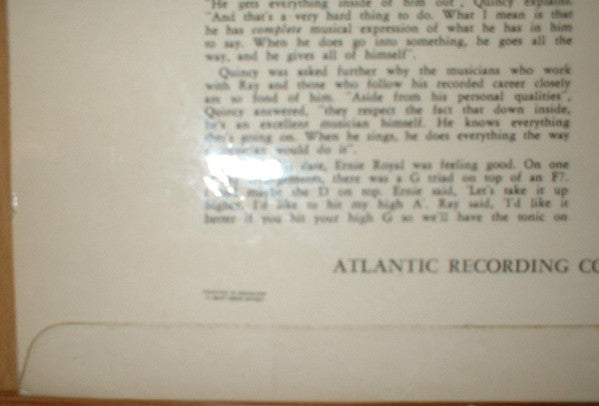 "He gets everything inside of him out", Quincy explains.
"And that's a very hard thing to do. What I mean is that
he has complete musical expression of what he has in him
to say. When he does go into something, he goes all the
way, and he gives all of himself".
Quincy was asked further why the musicians who work
with Ray and those who follow his recorded career closely
are so fond of him. "Aside from his personal qualities",
Quincy answered, "they respect the fact that down inside,
he's an excellent musician himself. He knows everything
that's going on. When he sings, he does everything the way
would do it".
date, Ernie Royal was feeling good. On one
there was a G triad on top of an F7.
the D on top. Ernie said, 'Let's take it up
higher. I'd like to hit my high A'. Ray said, 'I'd like it
better if you hit your high G so we'll have the tonic on
ATLANTIC RECORDING CO